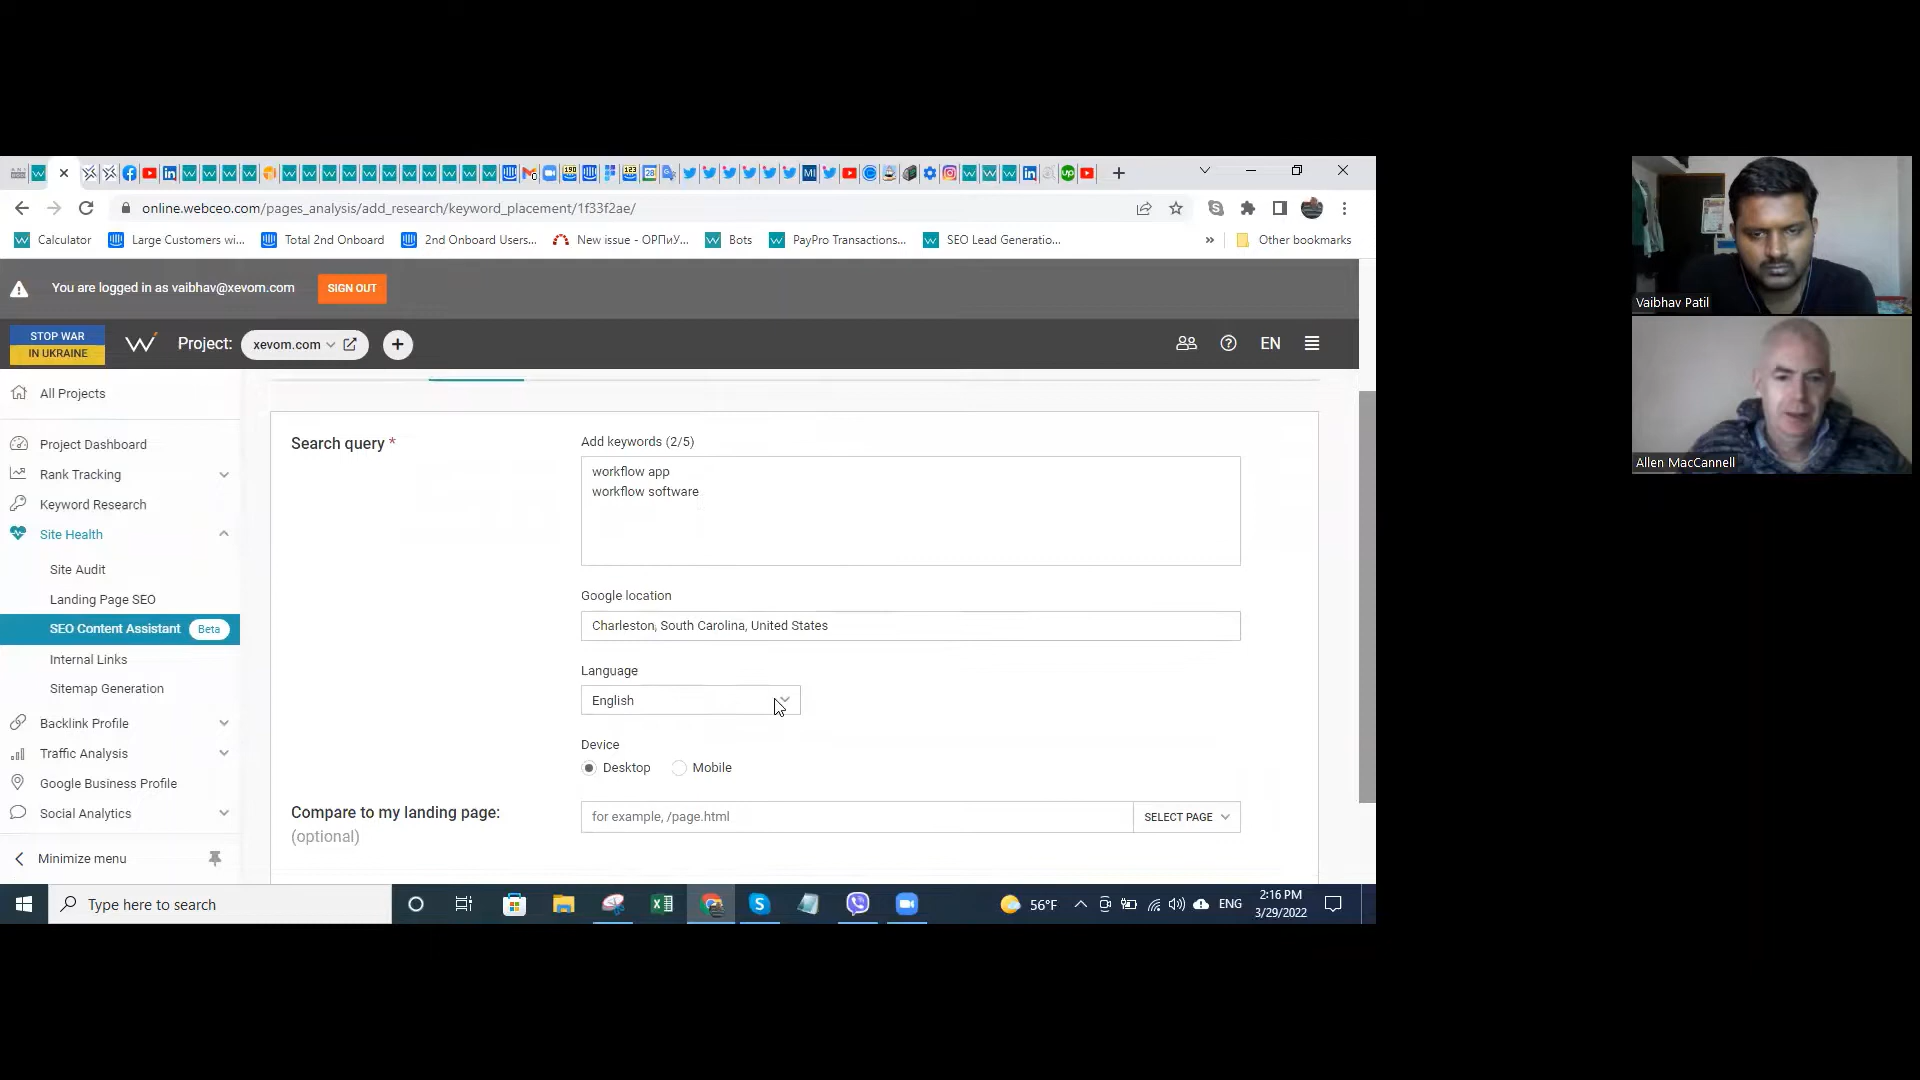 online.webceo.com/pages_analysis/add_research/keyword_placement/1f33f2ae/
Calculator
Large Customers wi...
Total 2nd Onboard
2nd Onboard Users...
New issue - ОРПиУ...
Bots
PayPro Transactions...
SEO Lead Generatio...
»
Other bookmarks
You are logged in as vaibhav@xevom.com
SIGN OUT
STOP WAR
IN UKRAINE
Project:
xevom.com
EN
All Projects
Project Dashboard
Rank Tracking
Keyword Research
Site Health
Site Audit
Landing Page SEO
SEO Content Assistant
Beta
Internal Links
Sitemap Generation
Backlink Profile
Traffic Analysis
Google Business Profile
Social Analytics
Minimize menu
Search query *
Add keywords (2/5)
workflow app
workflow software
Google location
Charleston, South Carolina, United States
Language
English
Device
Desktop
Mobile
Compare to my landing page:
(optional)
for example, /page.html
SELECT PAGE
Type here to search
56°F
ENG
2:16 PM
3/29/2022
Vaibhav Patil
Allen MacCannell